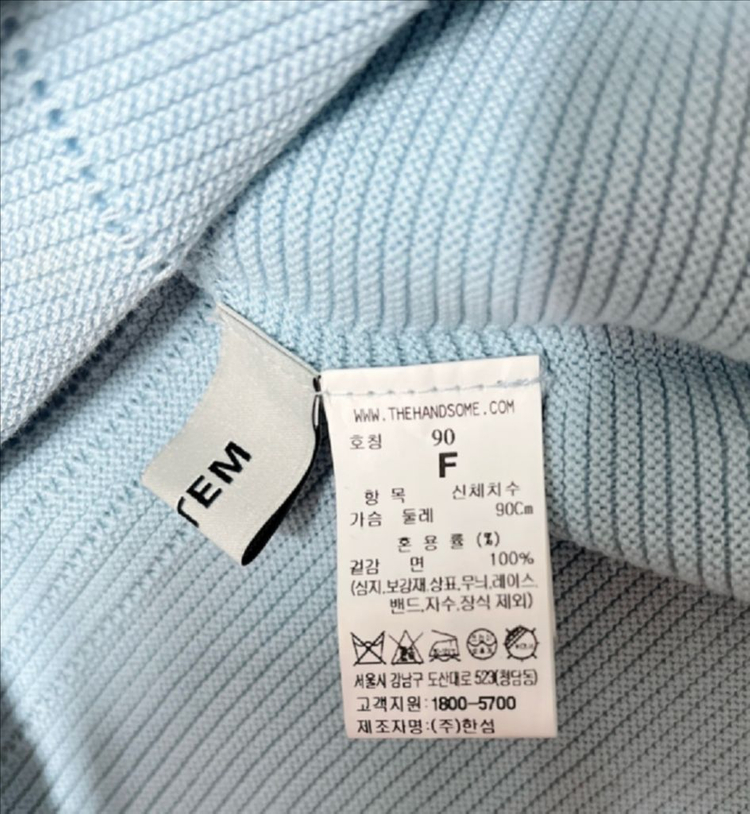 TEM
WWW.THEHANDSOME.COM
호칭 90
F
항 목 신체치수
가슴 둘레 90Cm
혼 용 률 (%)
겉감 면 100%
(심지,보강재,상표,무늬,레이스,
밴드,자수,장식 제외)
서울시 강남구 도산대로 523(청담동)
고객지원:1800-5700
제조자명:(주)한섬